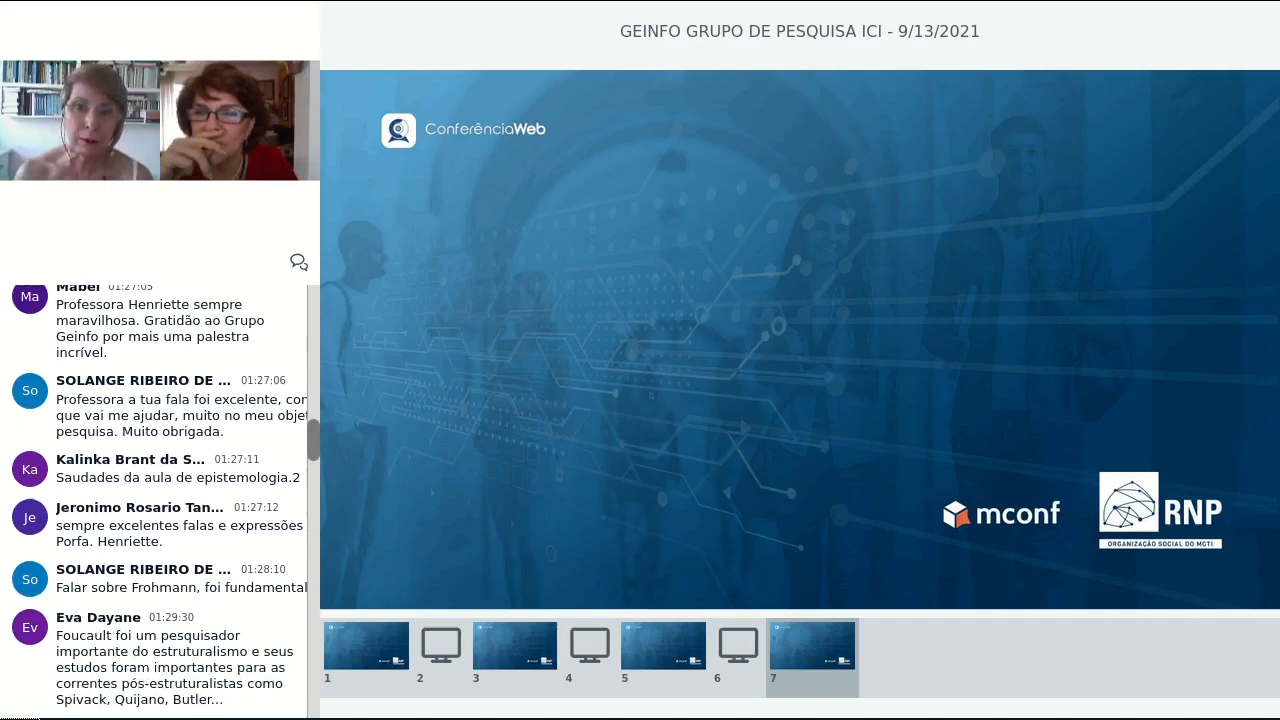 GEINFO GRUPO DE PESQUISA ICI - 9/13/2021
ConferênciaWeb
Ma
Mabel 01:27:05
Professora Henriette sempre
maravilhosa. Gratidão ao Grupo
Geinfo por mais uma palestra
incrível.
So
SOLANGE RIBEIRO DE ... 01:27:06
Professora a tua fala foi excelente, con
que vai me ajudar, muito no meu objet
pesquisa. Muito obrigada.
Ka
Kalinka Brant da S... 01:27:11
Saudades da aula de epistemologia.2
Je
Jeronimo Rosario Tan... 01:27:12
sempre excelentes falas e expressões
Porfa. Henriette.
So
SOLANGE RIBEIRO DE ... 01:28:10
Falar sobre Frohmann, foi fundamental
Ev
Eva Dayane 01:29:30
Foucault foi um pesquisador
importante do estruturalismo e seus
estudos foram importantes para as
correntes pós-estruturalistas como
Spivack, Quijano, Butler...
mconf
RNP
ORGANIZAÇÃO SOCIAL DO MCTI
1
2
3
4
5
6
7